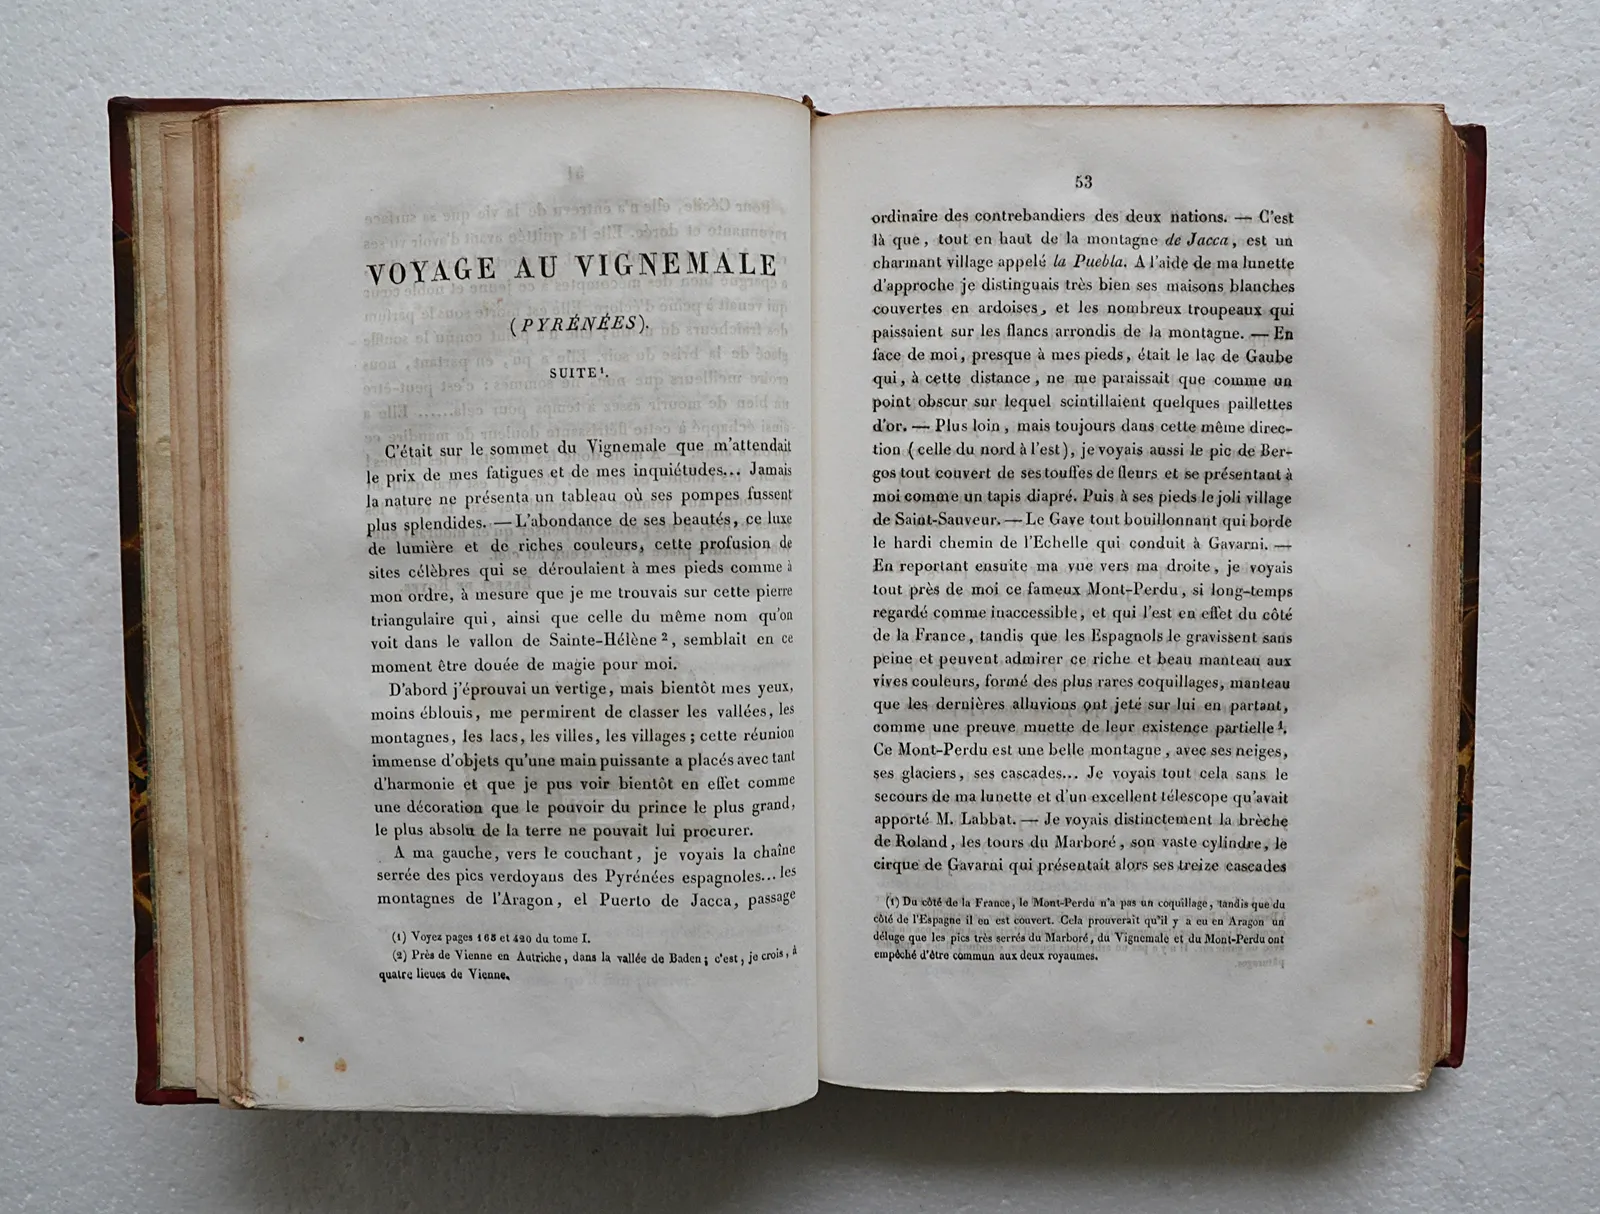 VOYAGE AU VIGNEMALE
(PYRÉNÉES).
SUITE¹.
C'était sur le sommet du Vignemale que m'attendait
le prix de mes fatigues et de mes inquiétudes... Jamais
la nature ne présenta un tableau où ses pompes fussent
plus splendides. — L'abondance de ses beautés, ce luxe
de lumière et de riches couleurs, cette profusion de
sites célèbres qui se déroulaient à mes pieds comme à
mon ordre, à mesure que je me trouvais sur cette pierre
triangulaire qui, ainsi que celle du même nom qu'on
voit dans le vallon de Sainte-Hélène ², semblait en ce
moment être douée de magie pour moi.
D'abord j'éprouvai un vertige, mais bientôt mes yeux,
moins éblouis, me permirent de classer les vallées, les
montagnes, les lacs, les villes, les villages ; cette réunion
immense d'objets qu'une main puissante a placés avec tant
d'harmonie et que je pus voir bientôt en effet comme
une décoration que le pouvoir du prince le plus grand,
le plus absolu de la terre ne pouvait lui procurer.
A ma gauche, vers le couchant, je voyais la chaîne
serrée des pics verdoyans des Pyrénées espagnoles... les
montagnes de l'Aragon, el Puerto de Jacca, passage
(1) Voyez pages 165 et 420 du tome I.
(2) Près de Vienne en Autriche, dans la vallée de Baden ; c'est, je crois, à
quatre lieues de Vienne.
53
ordinaire des contrebandiers des deux nations. — C'est
là que, tout en haut de la montagne de Jacca, est un
charmant village appelé la Puebla. A l'aide de ma lunette
d'approche je distinguais très bien ses maisons blanches
couvertes en ardoises, et les nombreux troupeaux qui
paissaient sur les flancs arrondis de la montagne. — En
face de moi, presque à mes pieds, était le lac de Gaube
qui, à cette distance, ne me paraissait que comme un
point obscur sur lequel scintillaient quelques paillettes
d'or. — Plus loin, mais toujours dans cette même direc-
tion (celle du nord à l'est), je voyais aussi le pic de Ber-
gos tout couvert de ses touffes de fleurs et se présentant à
moi comme un tapis diapré. Puis à ses pieds le joli village
de Saint-Sauveur. — Le Gave tout bouillonnant qui borde
le hardi chemin de l'Echelle qui conduit à Gavarni. —
En reportant ensuite ma vue vers ma droite, je voyais
tout près de moi ce fameux Mont-Perdu, si long-temps
regardé comme inaccessible, et qui l'est en effet du côté
de la France, tandis que les Espagnols le gravissent sans
peine et peuvent admirer ce riche et beau manteau aux
vives couleurs, formé des plus rares coquillages, manteau
que les dernières alluvions ont jeté sur lui en partant,
comme une preuve muette de leur existence partielle ¹.
Ce Mont-Perdu est une belle montagne, avec ses neiges,
ses glaciers, ses cascades... Je voyais tout cela sans le
secours de ma lunette et d'un excellent télescope qu'avait
apporté M. Labbat. — Je voyais distinctement la brèche
de Roland, les tours du Marboré, son vaste cylindre, le
cirque de Gavarni qui présentait alors ses treize cascades
(1) Du côté de la France, le Mont-Perdu n'a pas un coquillage, tandis que du
côté de l'Espagne il en est couvert. Cela prouverait qu'il y a eu en Aragon un
déluge que les pics très serrés du Marboré, du Vignemale et du Mont-Perdu ont
empêché d'être commun aux deux royaumes.